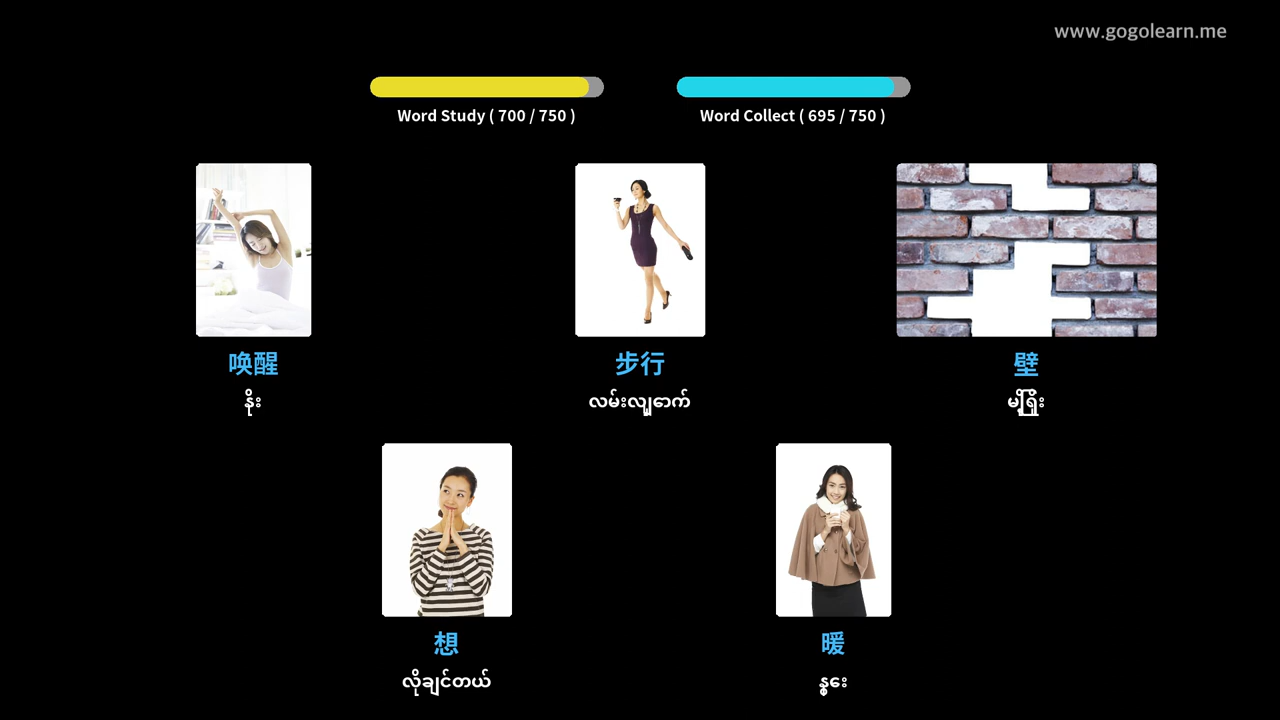 www.gogolearn.me
Word Study ( 700 / 750 )
Word Collect ( 695 / 750 )
唤醒
步行
壁
နိုး
လမ်းလျှောက်
မျို့ရိုး
想
暖
လိုချင်တယ်
နွေး